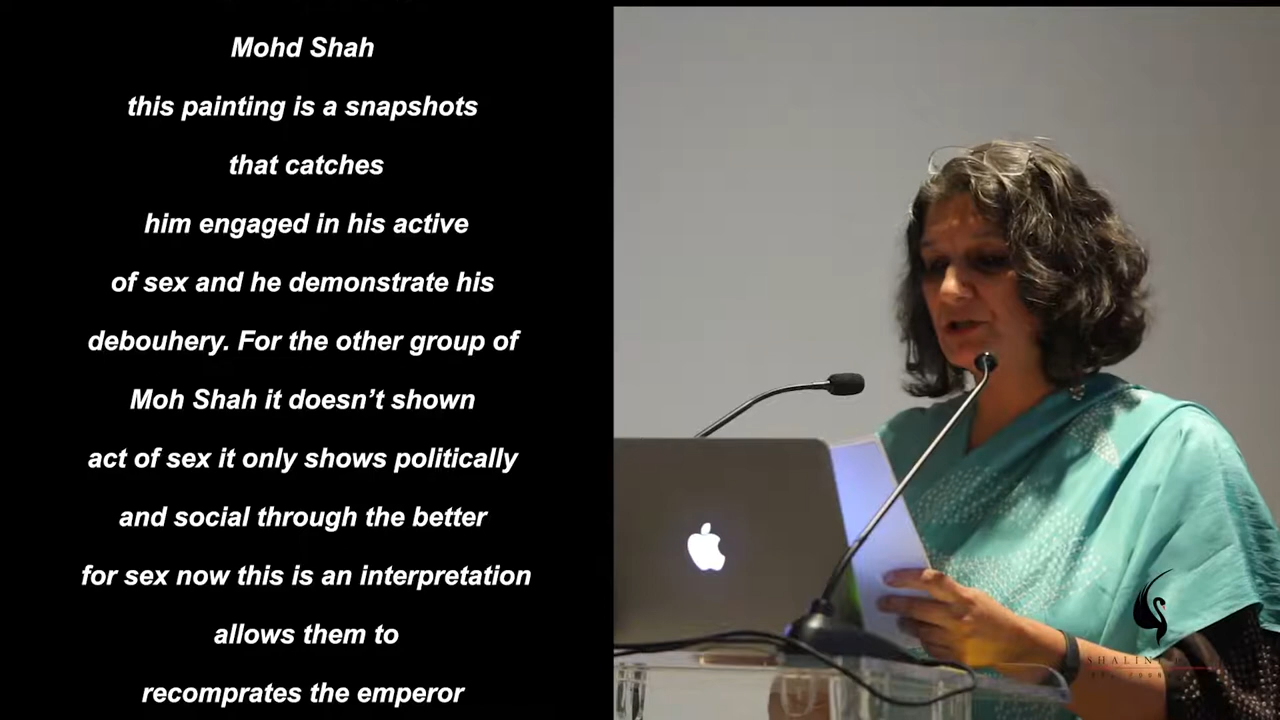 Mohd Shah
this painting is a snapshots
that catches
him engaged in his active
of sex and he demonstrate his
debouhery. For the other group of
Moh Shah it doesn’t shown
act of sex it only shows politically
and social through the better
for sex now this is an interpretation
allows them to
recomprates the emperor
SHALINI